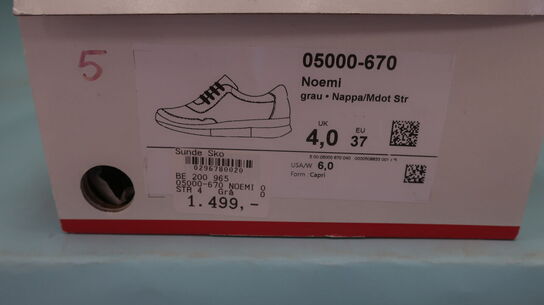 5
05000-670
Noemi
grau • Nappa/Mdot Str
UK EU
4,0 37
USA/W 6,0
Form : Capri
Sunde Sko
0296780020
BE 200 965
05000-670 NOEMI 0
STR 4 Grå 0
1.499,-